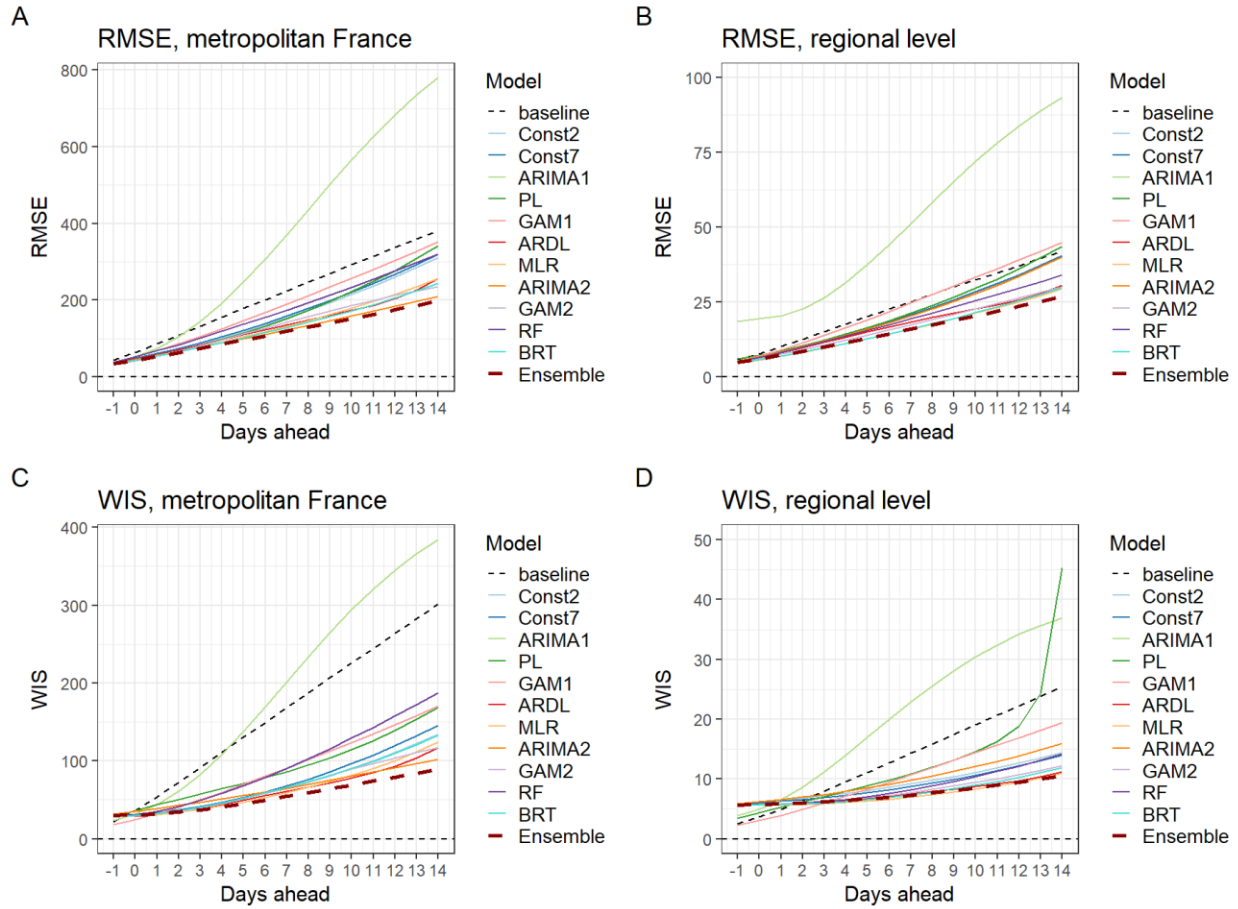 A
RMSE, metropolitan France
800
600
400
200
0
RMSE
-1 0 1 2 3 4 5 6 7 8 9 10 11 12 13 14
Days ahead
Model
baseline
Const2
Const7
ARIMA1
PL
GAM1
ARDL
MLR
ARIMA2
GAM2
RF
BRT
Ensemble
B
RMSE, regional level
100
75
50
25
0
RMSE
-1 0 1 2 3 4 5 6 7 8 9 10 11 12 13 14
Days ahead
Model
baseline
Const2
Const7
ARIMA1
PL
GAM1
ARDL
MLR
ARIMA2
GAM2
RF
BRT
Ensemble
C
WIS, metropolitan France
400
300
200
100
0
WIS
-1 0 1 2 3 4 5 6 7 8 9 10 11 12 13 14
Days ahead
Model
baseline
Const2
Const7
ARIMA1
PL
GAM1
ARDL
MLR
ARIMA2
GAM2
RF
BRT
Ensemble
D
WIS, regional level
50
40
30
20
10
0
WIS
-1 0 1 2 3 4 5 6 7 8 9 10 11 12 13 14
Days ahead
Model
baseline
Const2
Const7
ARIMA1
PL
GAM1
ARDL
MLR
ARIMA2
GAM2
RF
BRT
Ensemble